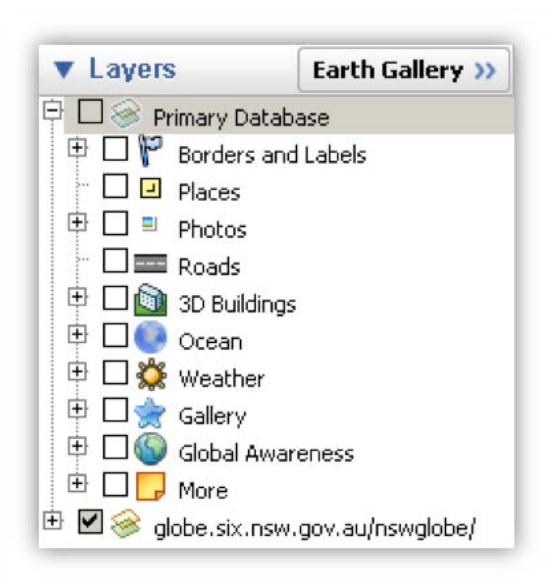 Layers Earth Gallery >>
Primary Database
Borders and Labels
Places
Photos
Roads
3D Buildings
Ocean
Weather
Gallery
Global Awareness
More
globe.six.nsw.gov.au/nswglobe/